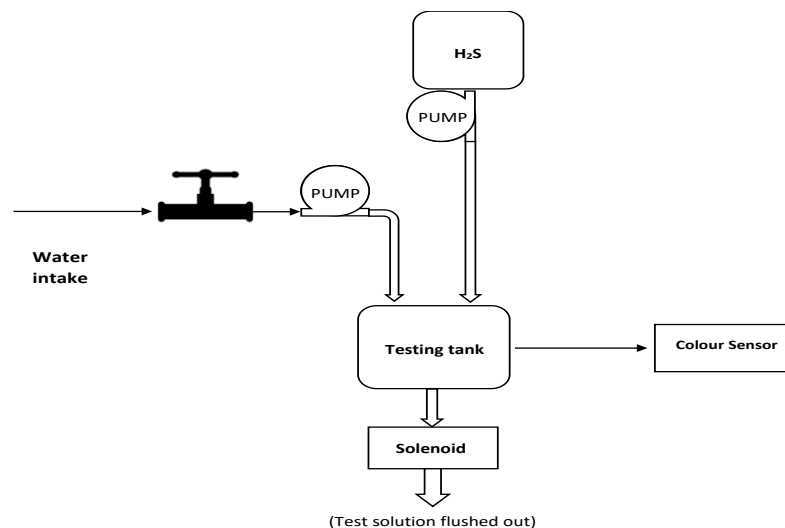 H₂S
PUMP
PUMP
Water
intake
Testing tank
Colour Sensor
Solenoid
(Test solution flushed out)